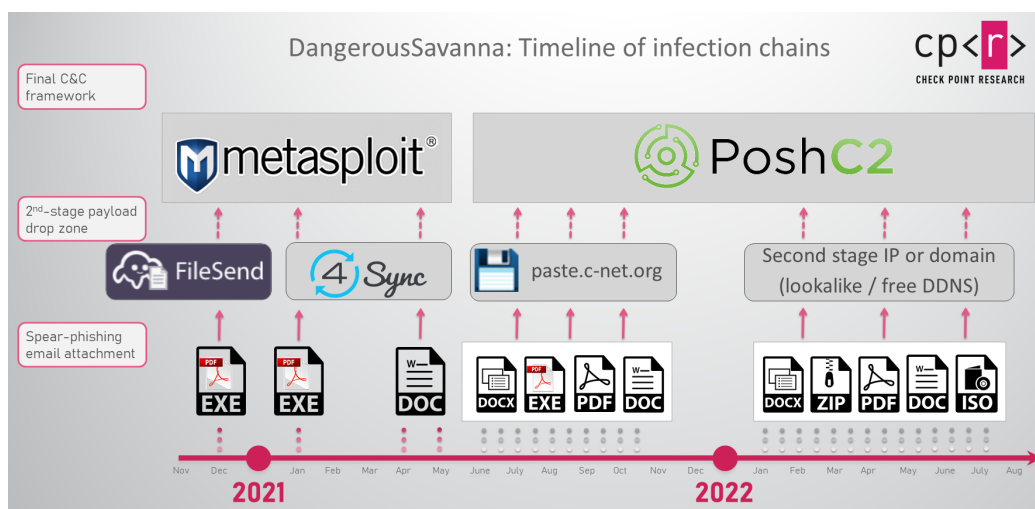 DangerousSavanna: Timeline of infection chains
cp<r>
CHECK POINT RESEARCH
Final C&C
framework
metasploit®
PoshC2
2nd-stage payload
drop zone
FileSend
4 Sync
paste.c-net.org
Second stage IP or domain
(lookalike / free DDNS)
Spear-phishing
email attachment
PDF
EXE
PDF
EXE
W
DOC
DOCX
PDF
EXE
PDF
W
DOC
DOCX
ZIP
PDF
W
DOC
ISO
Nov
Dec
Jan
Feb
Mar
Apr
May
June
July
Aug
Sep
Oct
Nov
Dec
Jan
Feb
Mar
Apr
May
June
July
Aug
2021
2022